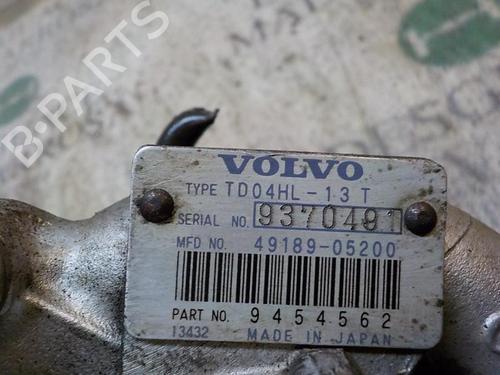 B-PARTS
VOLVO
TYPE TD04HL-13T
SERIAL NO. 9370491
MFD NO. 49189-05200
PART NO. 9454562
13432 MADE IN JAPAN